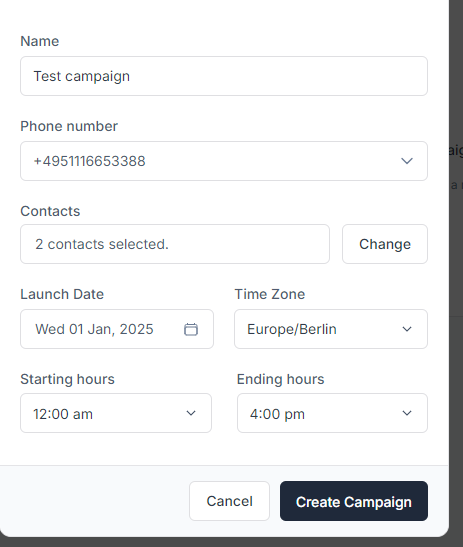 Name
Test campaign
Phone number
+4951116653388
Contacts
2 contacts selected.
Change
Launch Date
Time Zone
Wed 01 Jan, 2025
Europe/Berlin
Starting hours
Ending hours
12:00 am
4:00 pm
Cancel
Create Campaign